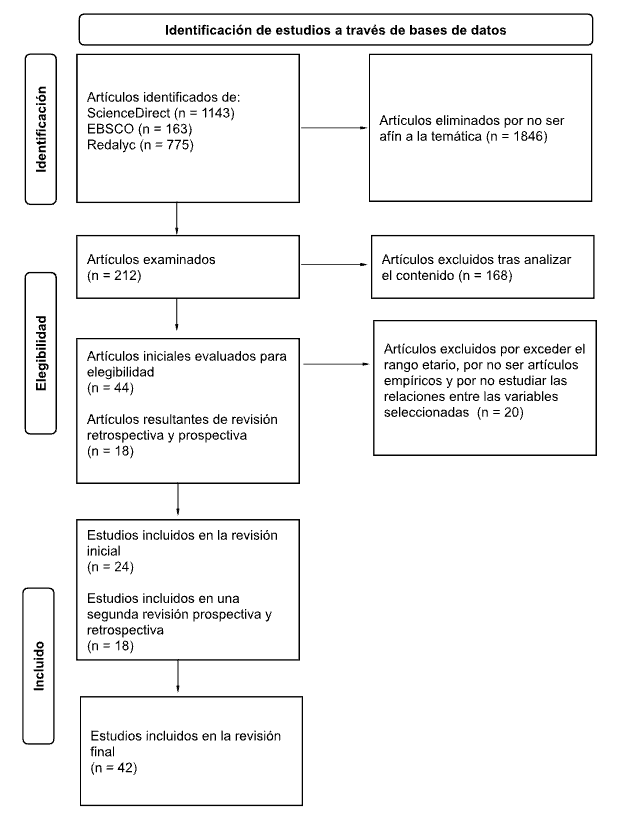 Identificación de estudios a través de bases de datos
Identificación
Artículos identificados de:
ScienceDirect (n = 1143)
EBSCO (n = 163)
Redalyc (n = 775)
Artículos eliminados por no ser
afín a la temática (n = 1846)
Elegibilidad
Artículos examinados
(n = 212)
Artículos excluidos tras analizar
el contenido (n = 168)
Artículos iniciales evaluados para
elegibilidad
(n = 44)
Artículos resultantes de revisión
retrospectiva y prospectiva
(n = 18)
Artículos excluidos por exceder el
rango etario, por no ser artículos
empíricos y por no estudiar las
relaciones entre las variables
seleccionadas (n = 20)
Incluido
Estudios incluidos en la revisión
inicial
(n = 24)
Estudios incluidos en una
segunda revisión prospectiva y
retrospectiva
(n = 18)
Estudios incluidos en la revisión
final
(n = 42)